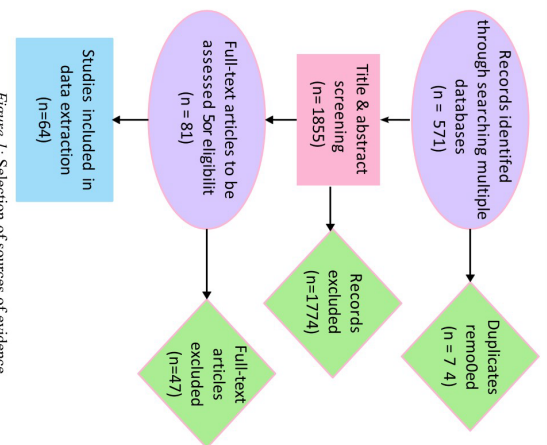 Records identifed
through searching multiple
databases
(n = 571)
Duplicates
remo0ed
(n = 7 4)
Title & abstract
screening
(n=1855)
Records
excluded
(n=1774)
Full-text articles to be
assessed 5or eligibilit
(n = 81)
Full-text
articles
excluded
(n=47)
Studies included in
data extraction
(n=64)
Figure 1: Selection of sources of evidence